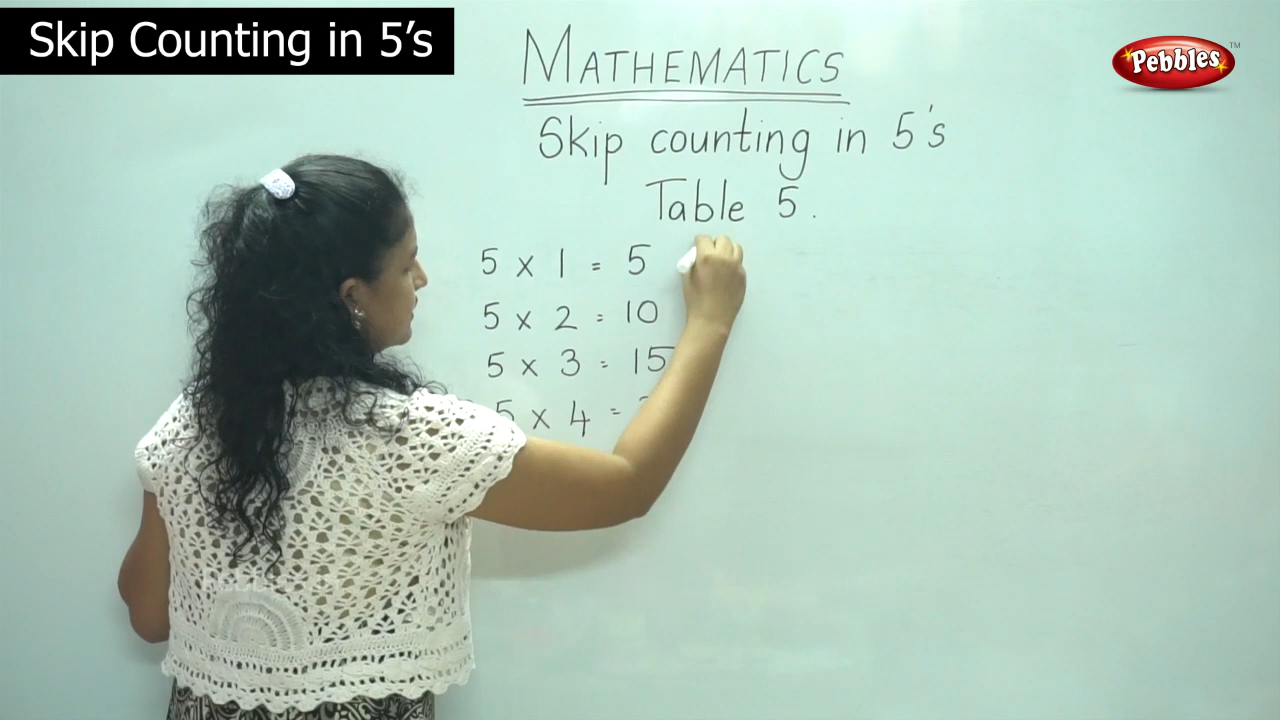 Skip Counting in 5's
Pebbles TM
MATHEMATICS
Skip counting in 5's
Table 5.
5 x 1 = 5
5 x 2 = 10
5 x 3 = 15
5 x 4 =